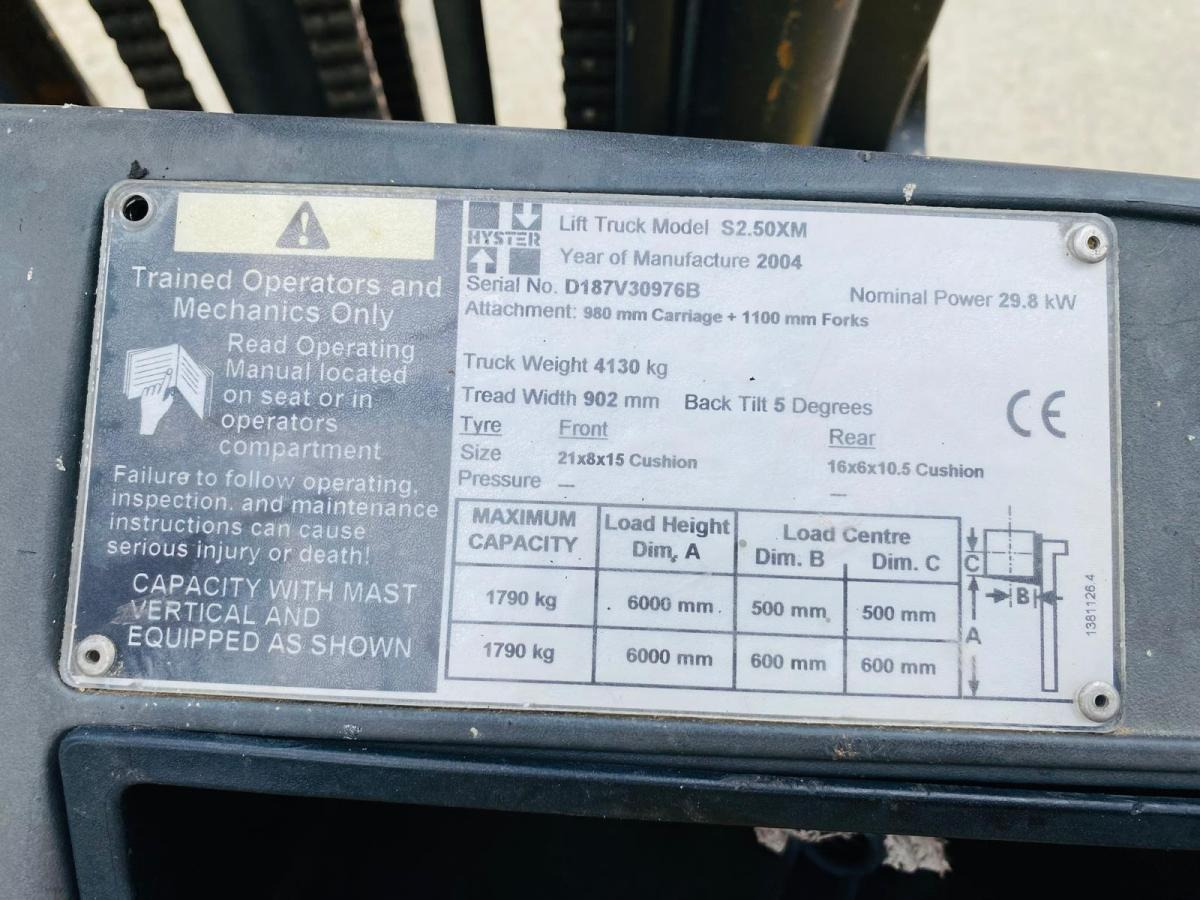 Trained Operators and
Mechanics Only
Read Operating
Manual located
on seat or in
operators
compartment
Failure to follow operating,
inspection, and maintenance
instructions can cause
serious injury or death!
CAPACITY WITH MAST
VERTICAL AND
EQUIPPED AS SHOWN
HYSTER
Lift Truck Model S2.50XM
Year of Manufacture 2004
Serial No. D187V30976B
Nominal Power 29.8 kW
Attachment: 980 mm Carriage + 1100 mm Forks
Truck Weight 4130 kg
Tread Width 902 mm Back Tilt 5 Degrees
CE
Tyre Front Rear
Size 21x8x15 Cushion 16x6x10.5 Cushion
Pressure — —
MAXIMUM CAPACITY Load Height Dim. A Load Centre Dim. B Dim. C
1790 kg 6000 mm 500 mm 500 mm
1790 kg 6000 mm 600 mm 600 mm
C
B
A
1381126.4